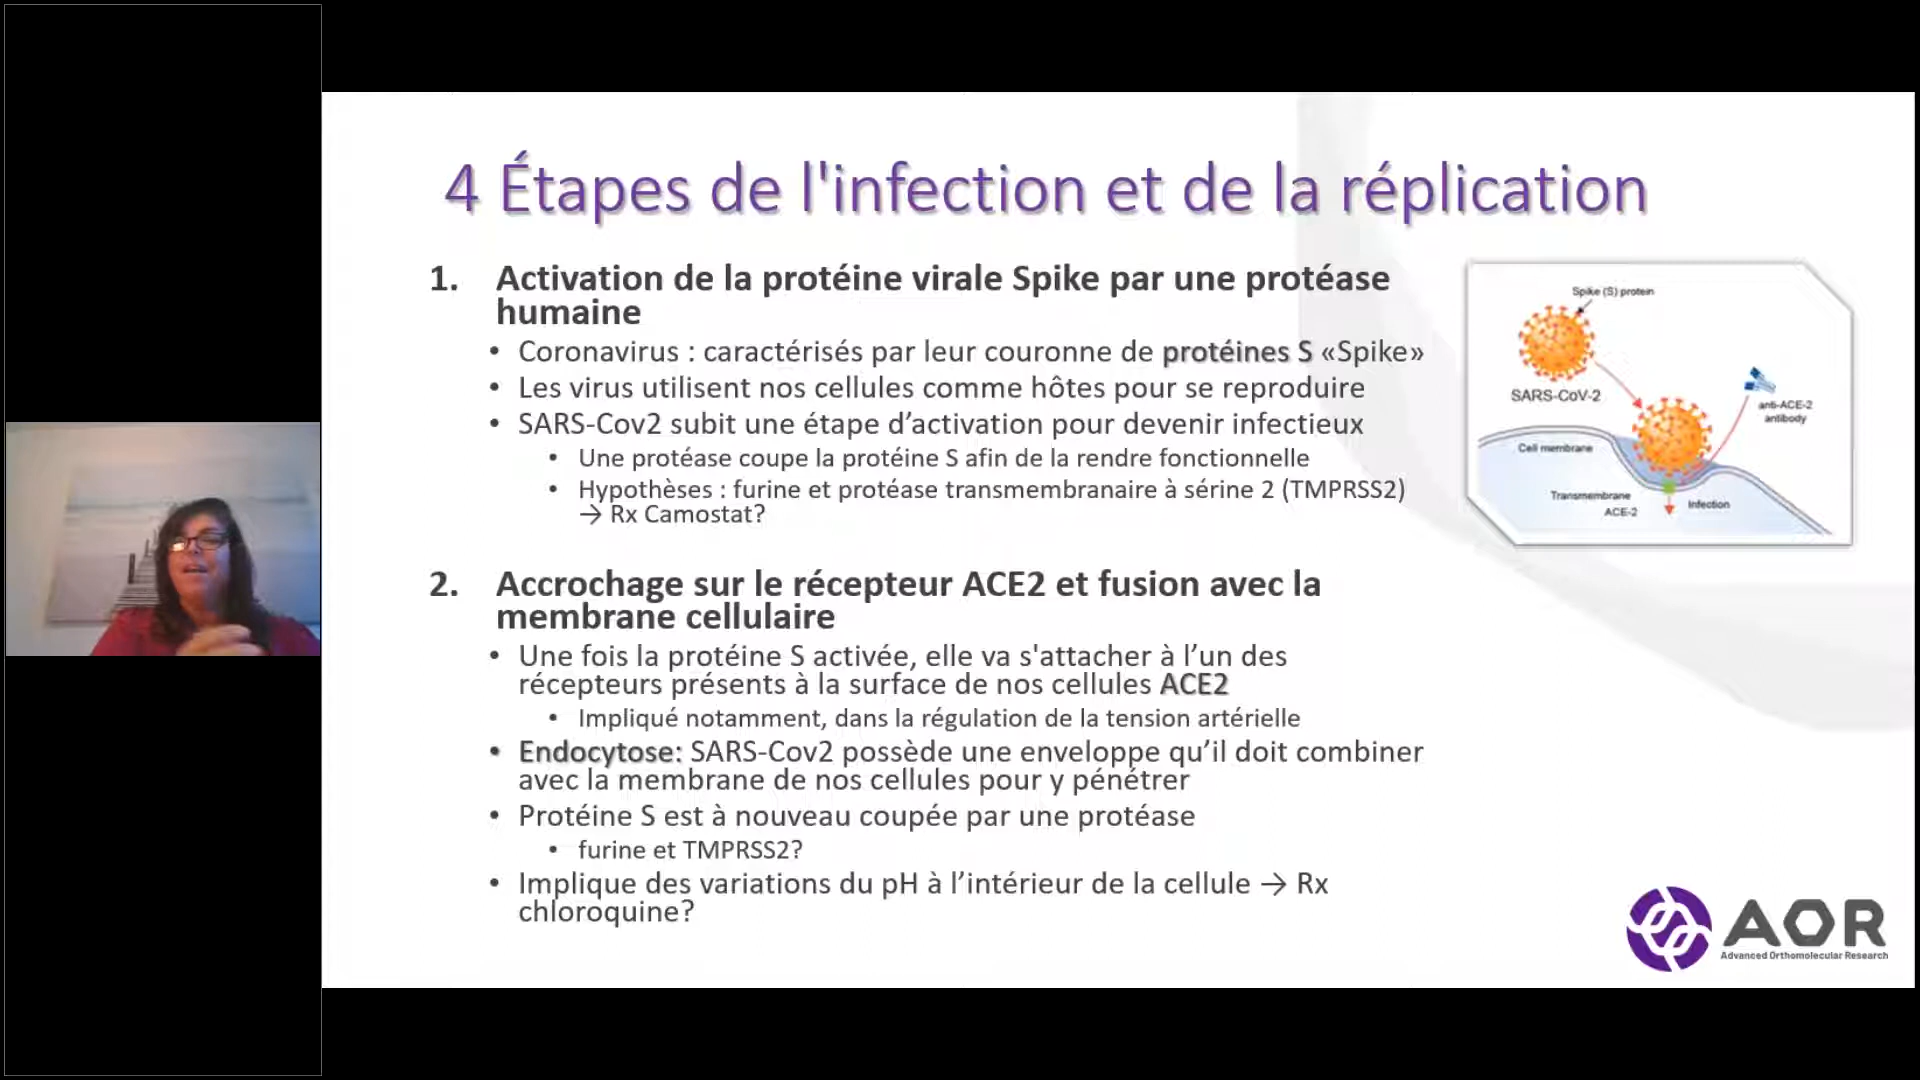 4 Étapes de l'infection et de la réplication
1. Activation de la protéine virale Spike par une protéase
humaine
• Coronavirus : caractérisés par leur couronne de protéines S «Spike»
• Les virus utilisent nos cellules comme hôtes pour se reproduire
• SARS-Cov2 subit une étape d’activation pour devenir infectieux
• Une protéase coupe la protéine S afin de la rendre fonctionnelle
• Hypothèses : furine et protéase transmembranaire à sérine 2 (TMPRSS2)
→ Rx Camostat?
2. Accrochage sur le récepteur ACE2 et fusion avec la
membrane cellulaire
• Une fois la protéine S activée, elle va s'attacher à l’un des
récepteurs présents à la surface de nos cellules ACE2
• Impliqué notamment, dans la régulation de la tension artérielle
• Endocytose: SARS-Cov2 possède une enveloppe qu’il doit combiner
avec la membrane de nos cellules pour y pénétrer
• Protéine S est à nouveau coupée par une protéase
• furine et TMPRSS2?
• Implique des variations du pH à l’intérieur de la cellule → Rx
chloroquine?
Spike (S) protein
SARS-CoV-2
anti-ACE-2
antibody
Cell membrane
Transmembrane
ACE-2
Infection
AOR
Advanced Orthomolecular Research